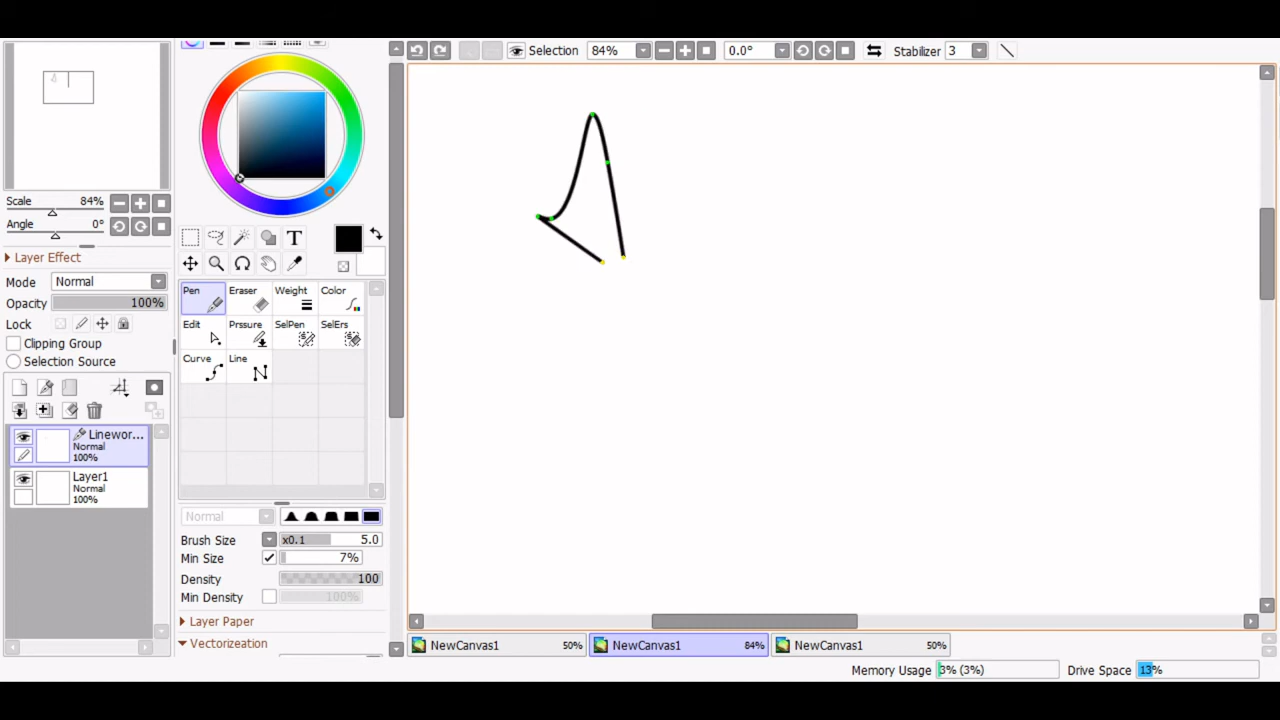 Selection 84% 0.0° Stabilizer 3
Scale 84%
Angle 0°
Layer Effect
Mode Normal
Opacity 100%
Lock
Clipping Group
Selection Source
Linewor...
Normal
100%
Layer1
Normal
100%
T
Pen Eraser Weight Color
Edit Prssure SelPen SelErs
Curve Line
Normal
Brush Size x0.1 5.0
Min Size 7%
Density 100
Min Density 100%
Layer Paper
Vectorization
NewCanvas1 50% NewCanvas1 84% NewCanvas1 50%
Memory Usage 3% (3%) Drive Space 13%